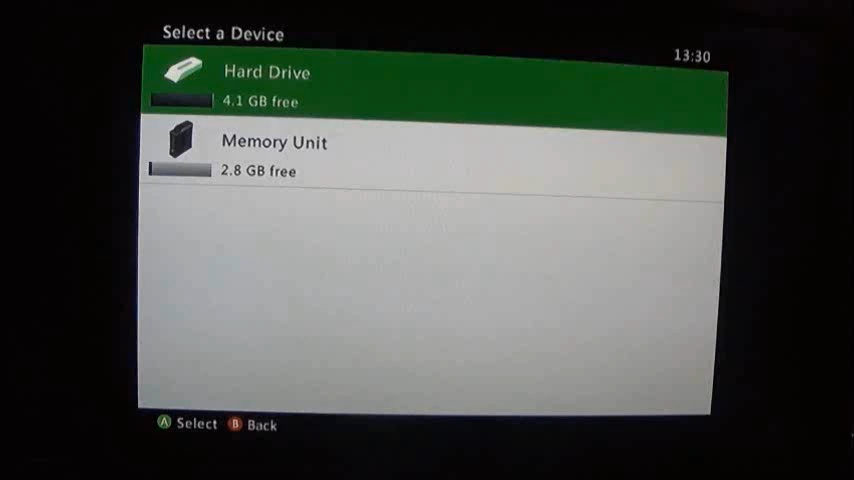 Select a Device
13:30
Hard Drive
4.1 GB free
Memory Unit
2.8 GB free
A Select B Back